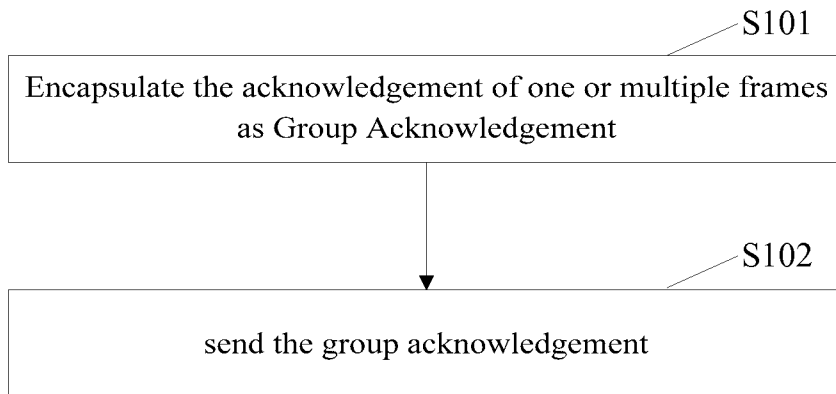 S101
Encapsulate the acknowledgement of one or multiple frames
as Group Acknowledgement
S102
send the group acknowledgement